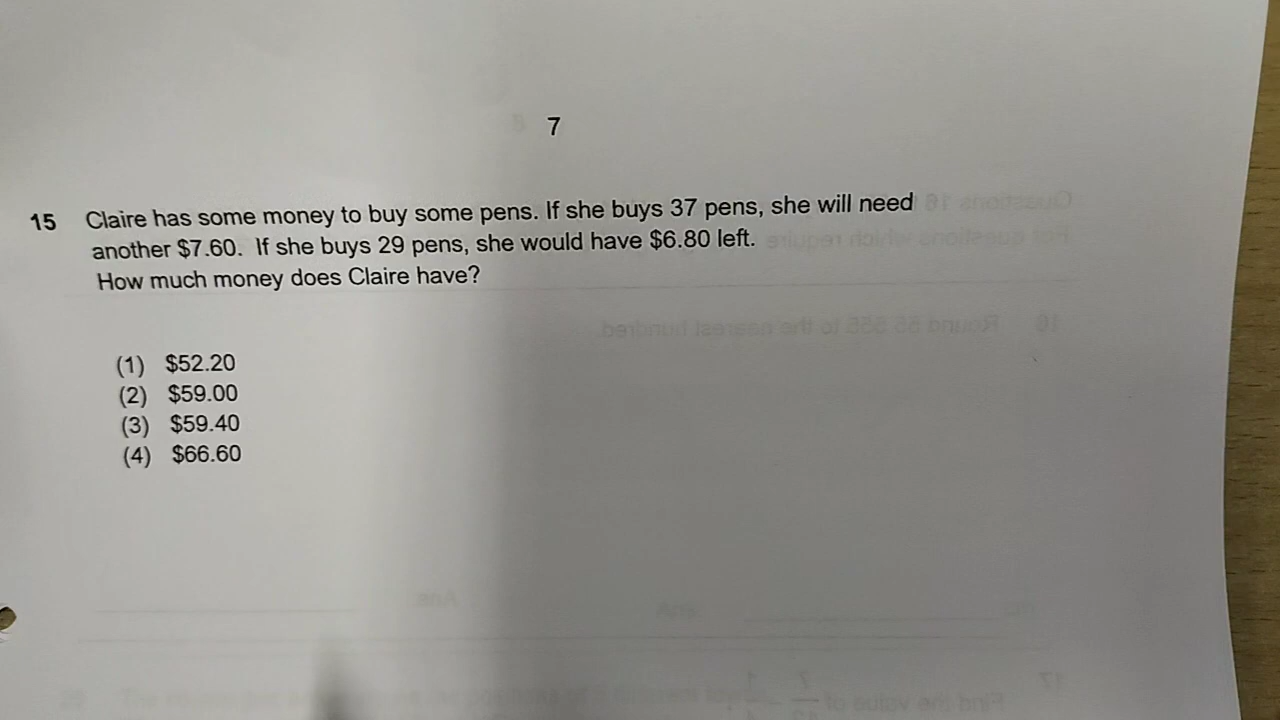 7
15 Claire has some money to buy some pens. If she buys 37 pens, she will need
another $7.60. If she buys 29 pens, she would have $6.80 left.
How much money does Claire have?
(1) $52.20
(2) $59.00
(3) $59.40
(4) $66.60